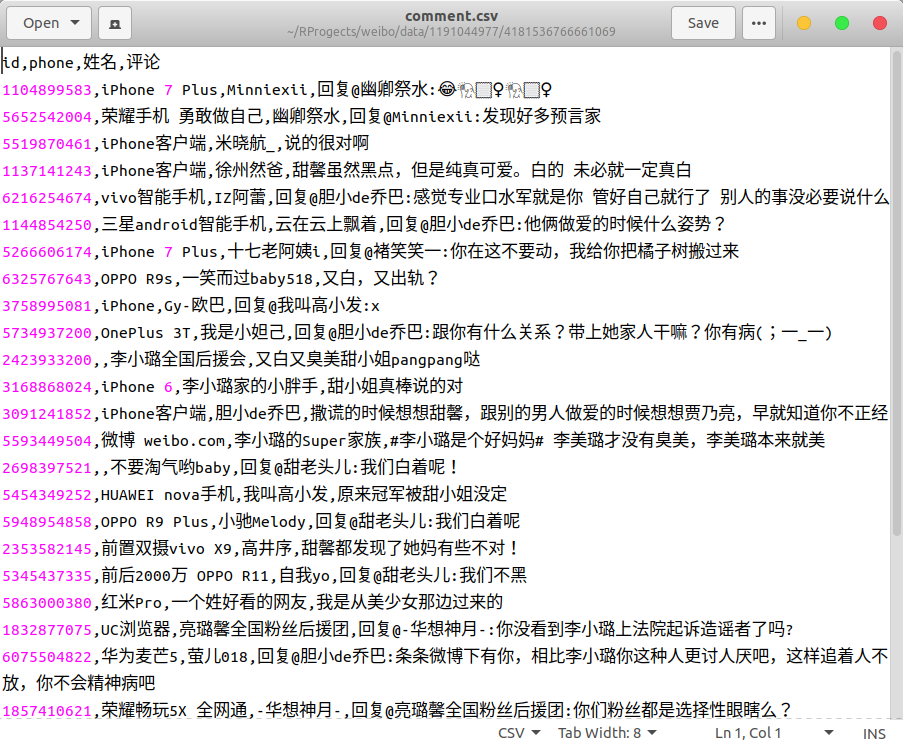 Open
comment.csv
~/RProgects/weibo/data/1191044977/4181536766661069
Save
id,phone,姓名,评论
1104899583,iPhone 7 Plus,Minniexii,回复@幽卿祭水:😂🐏🏻♀🐏🏻♀
5652542004,荣耀手机 勇敢做自己,幽卿祭水,回复@Minniexii:发现好多预言家
5519870461,iPhone客户端,米晓航_,说的很对啊
1137141243,iPhone客户端,徐州然爸,甜馨虽然黑点，但是纯真可爱。白的 未必就一定真白
6216254674,vivo智能手机,IZ阿蕾,回复@胆小de乔巴:感觉专业口水军就是你 管好自己就行了 别人的事没必要说什么
1144854250,三星android智能手机,云在云上飘着,回复@胆小de乔巴:他俩做爱的时候什么姿势？
5266606174,iPhone 7 Plus,十七老阿姨i,回复@褚笑笑一:你在这不要动，我给你把橘子树搬过来
6325767643,OPPO R9s,一笑而过baby518,又白，又出轨？
3758995081,iPhone,Gy-欧巴,回复@我叫高小发:x
5734937200,OnePlus 3T,我是小妲己,回复@胆小de乔巴:跟你有什么关系？带上她家人干嘛？你有病(；一_一)
2423933200,,李小璐全国后援会,又白又臭美甜小姐pangpang哒
3168868024,iPhone 6,李小璐家的小胖手,甜小姐真棒说的对
3091241852,iPhone客户端,胆小de乔巴,撒谎的时候想想甜馨，跟别的男人做爱的时候想想贾乃亮，早就知道你不正经
5593449504,微博 weibo.com,李小璐的Super家族,#李小璐是个好妈妈# 李美璐才没有臭美，李美璐本来就美
2698397521,,不要淘气哟baby,回复@甜老头儿:我们白着呢！
5454349252,HUAWEI nova手机,我叫高小发,原来冠军被甜小姐没定
5948954858,OPPO R9 Plus,小驰Melody,回复@甜老头儿:我们白着呢
2353582145,前置双摄vivo X9,高井序,甜馨都发现了她妈有些不对！
5345437335,前后2000万 OPPO R11,自我yo,回复@甜老头儿:我们不黑
5863000380,红米Pro,一个姓好看的网友,我是从美少女那边过来的
1832877075,UC浏览器,亮璐馨全国粉丝后援团,回复@-华想神月-:你没看到李小璐上法院起诉造谣者了吗?
6075504822,华为麦芒5,萤儿018,回复@胆小de乔巴:条条微博下有你，相比李小璐你这种人更讨人厌吧，这样追着人不
放，你不会精神病吧
1857410621,荣耀畅玩5X 全网通,-华想神月-,回复@亮璐馨全国粉丝后援团:你们粉丝都是选择性眼瞎么？
CSV
Tab Width: 8
Ln 1, Col 1
INS